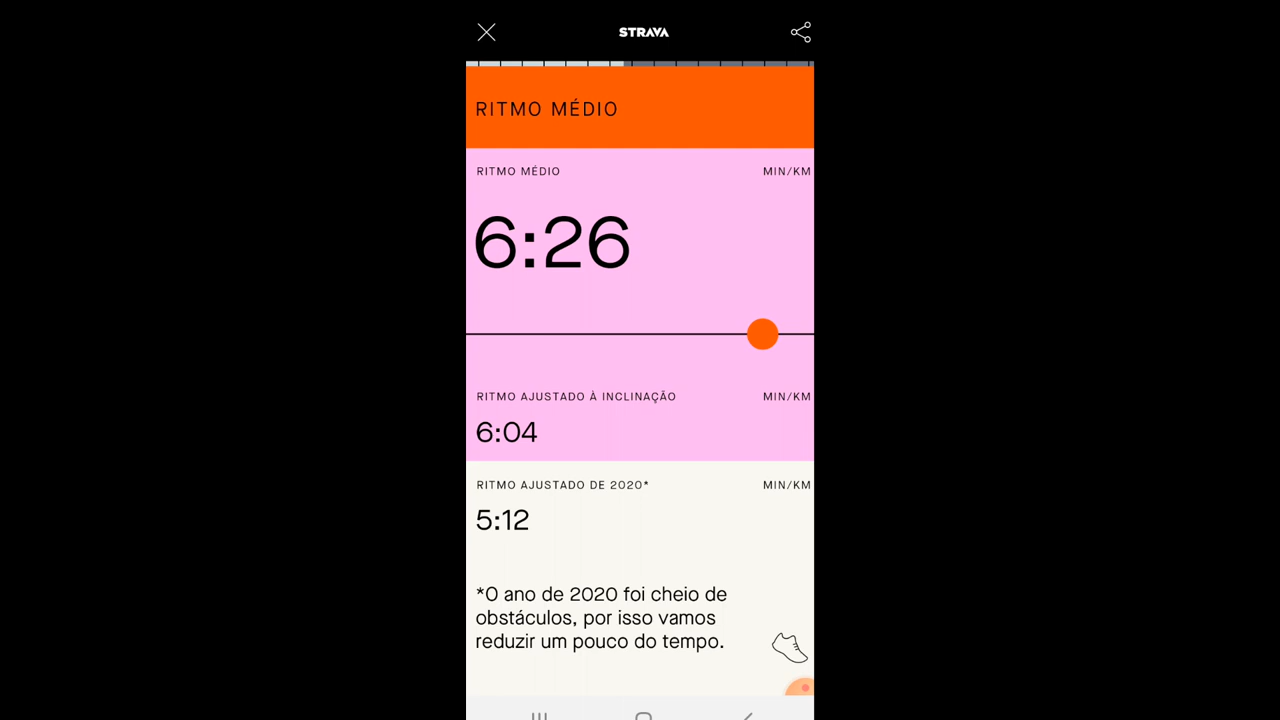 STRAVA
RITMO MÉDIO
RITMO MÉDIO MIN/KM
6:26
RITMO AJUSTADO À INCLINAÇÃO MIN/KM
6:04
RITMO AJUSTADO DE 2020* MIN/KM
5:12
*O ano de 2020 foi cheio de
obstáculos, por isso vamos
reduzir um pouco do tempo.